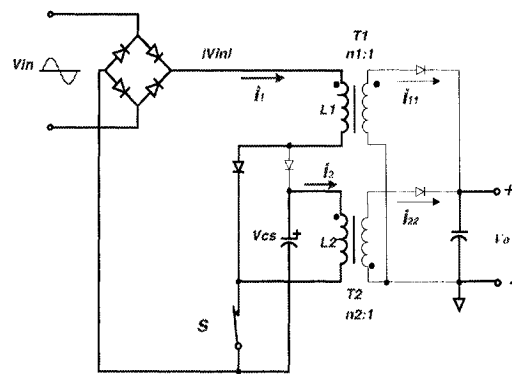 T1
n1:1
|Vin|
Vin
i1
L1
i11
i2
+
Vcs
+
L2
i22
Vo
S
T2
n2:1
-